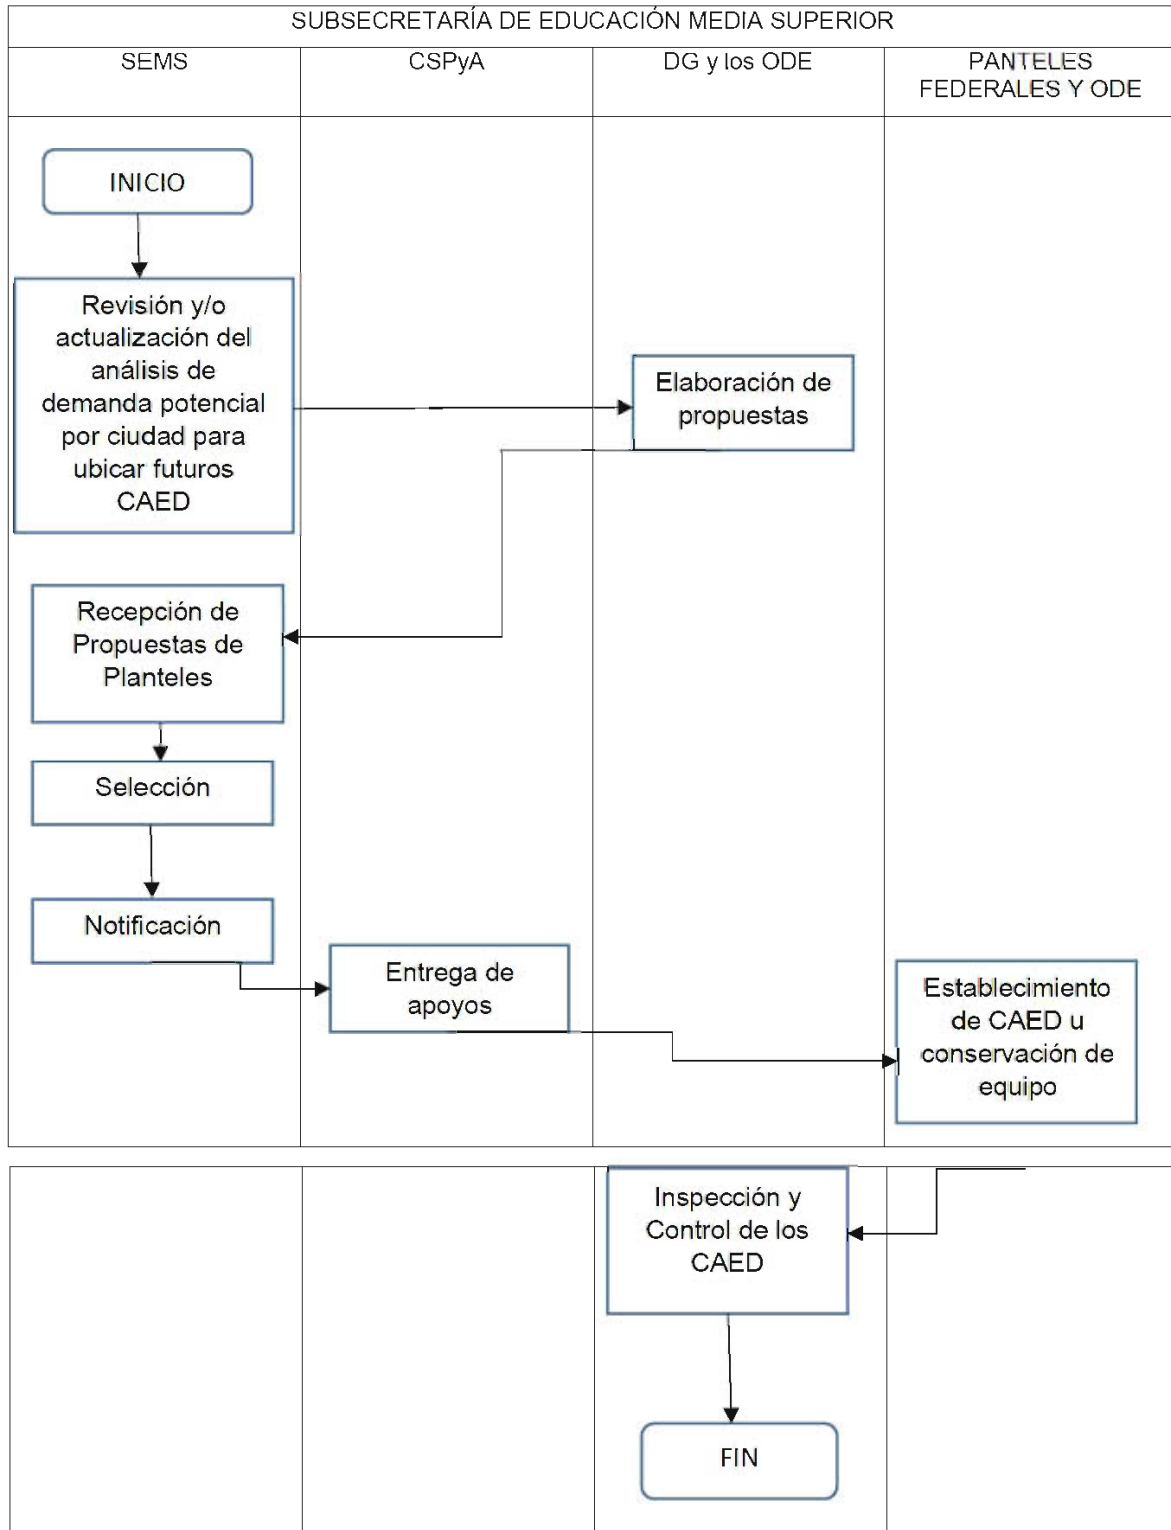 SUBSECRETARÍA DE EDUCACIÓN MEDIA SUPERIOR
SEMS
CSPyA
DG y los ODE
PANTELES
FEDERALES Y ODE
INICIO
Revisión y/o
actualización del
análisis de
demanda potencial
por ciudad para
ubicar futuros
CAED
Elaboración de
propuestas
Recepción de
Propuestas de
Planteles
Selección
Notificación
Entrega de
apoyos
Establecimiento
de CAED u
conservación de
equipo
Inspección y
Control de los
CAED
FIN